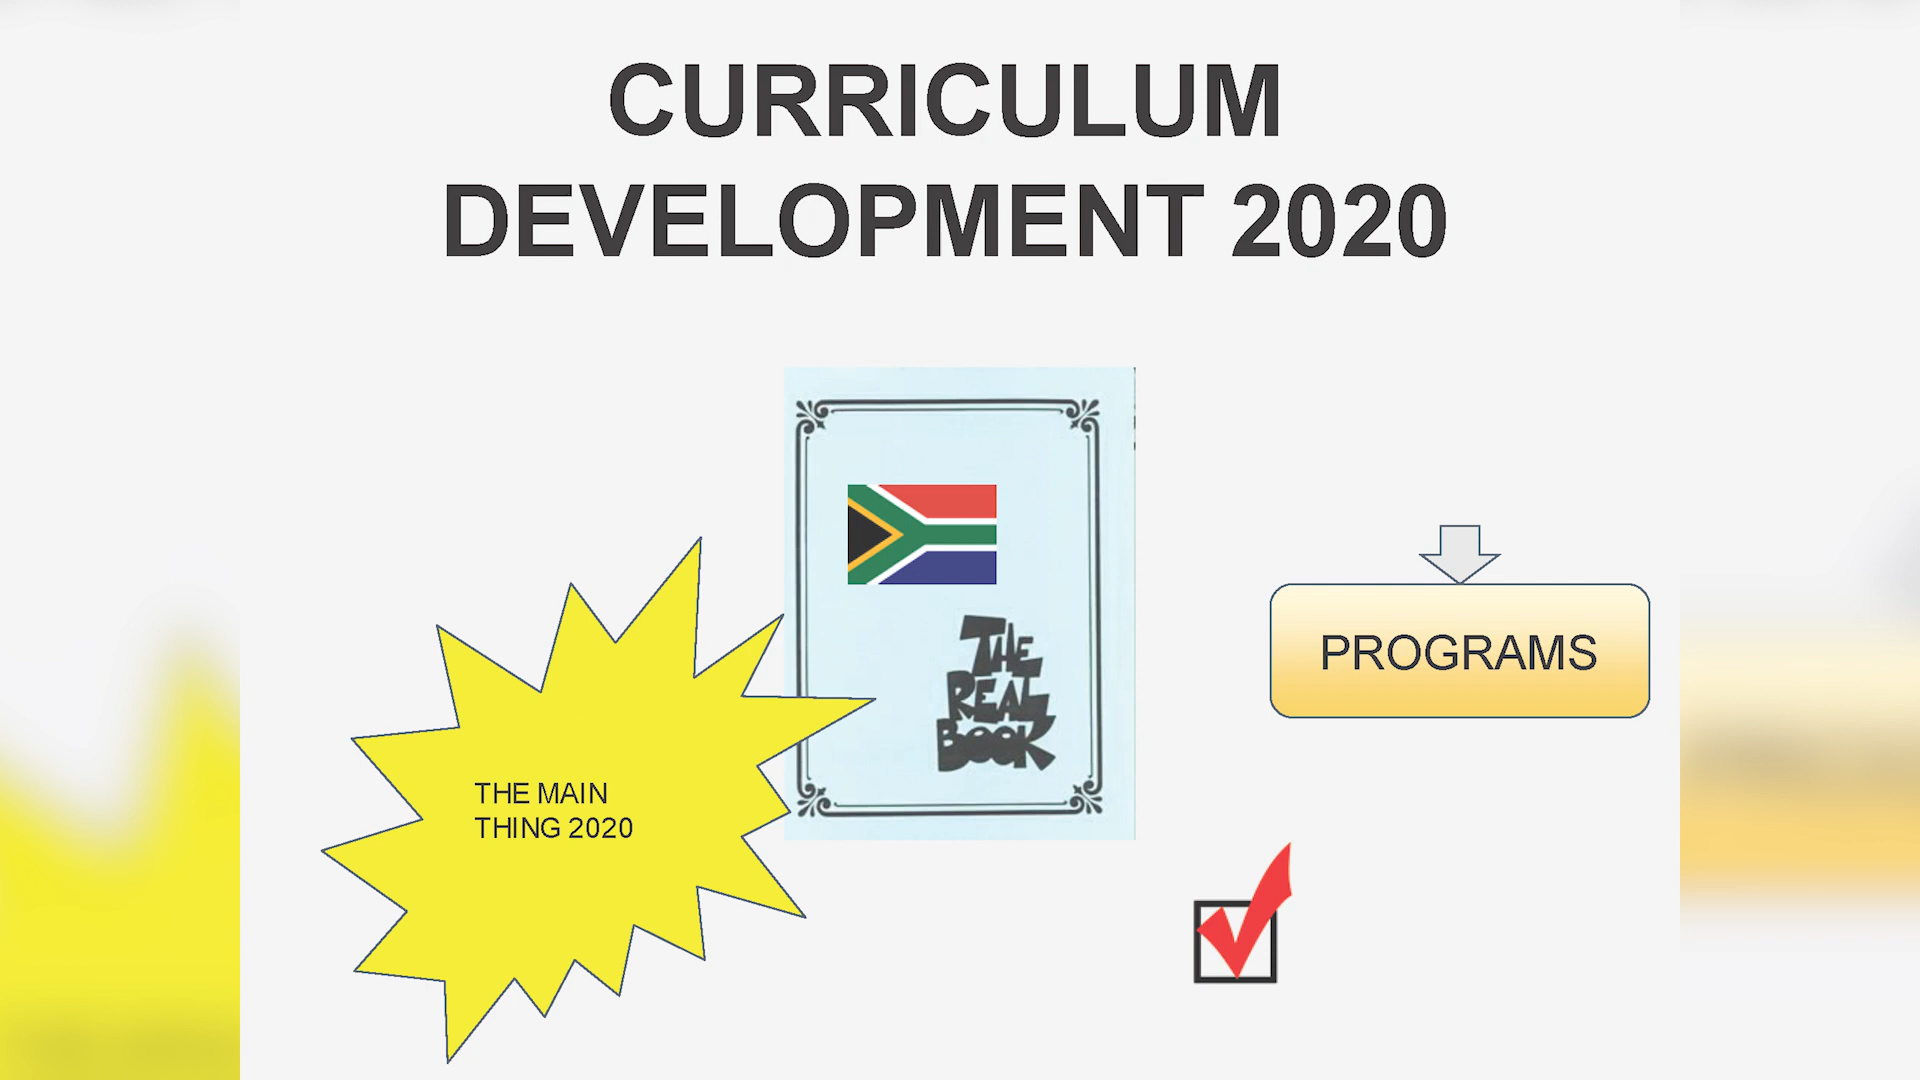 CURRICULUM
DEVELOPMENT 2020
THE
REAL
BOOK
PROGRAMS
THE MAIN
THING 2020